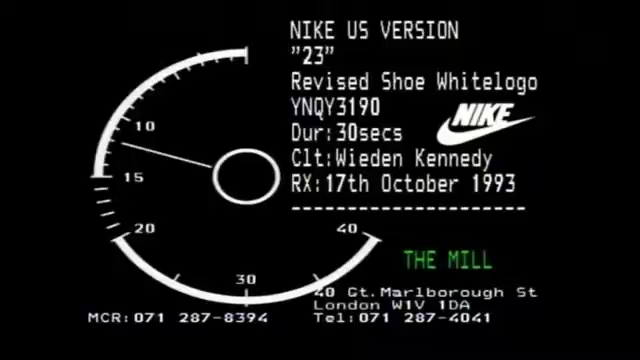 NIKE US VERSION
"23"
Revised Shoe Whitelogo
YNQY3190
NIKE
Dur:30secs
Clt:Wieden Kennedy
RX:17th October 1993
----------------------
10
15
20
30
40
THE MILL
40 Gt.Marlborough St
London W1V 1DA
MCR:071 287-8394
Tel:071 287-4041